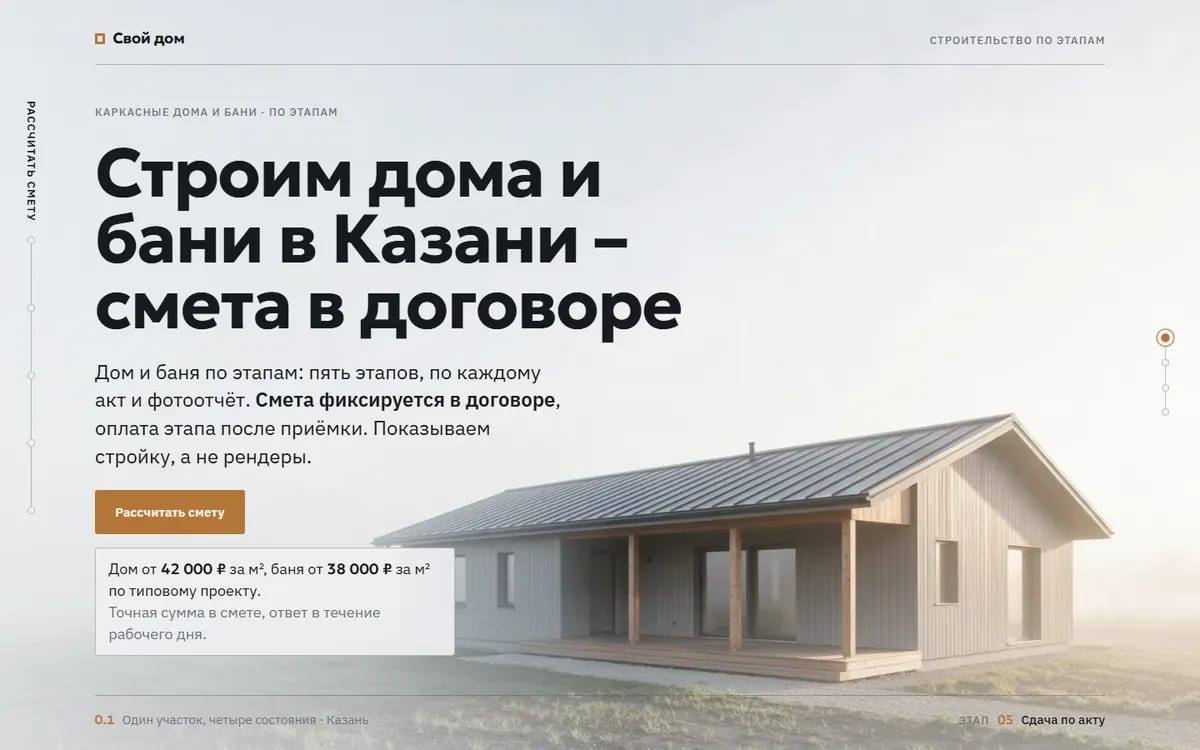 Свой дом
СТРОИТЕЛЬСТВО ПО ЭТАПАМ
РАССЧИТАТЬ СМЕТУ
КАРКАСНЫЕ ДОМА И БАНИ · ПО ЭТАПАМ
Строим дома и
бани в Казани –
смета в договоре
Дом и баня по этапам: пять этапов, по каждому
акт и фотоотчёт. Смета фиксируется в договоре,
оплата этапа после приёмки. Показываем
стройку, а не рендеры.
Рассчитать смету
Дом от 42 000 ₽ за м², баня от 38 000 ₽ за м²
по типовому проекту.
Точная сумма в смете, ответ в течение
рабочего дня.
0.1 Один участок, четыре состояния · Казань
ЭТАП 05 Сдача по акту